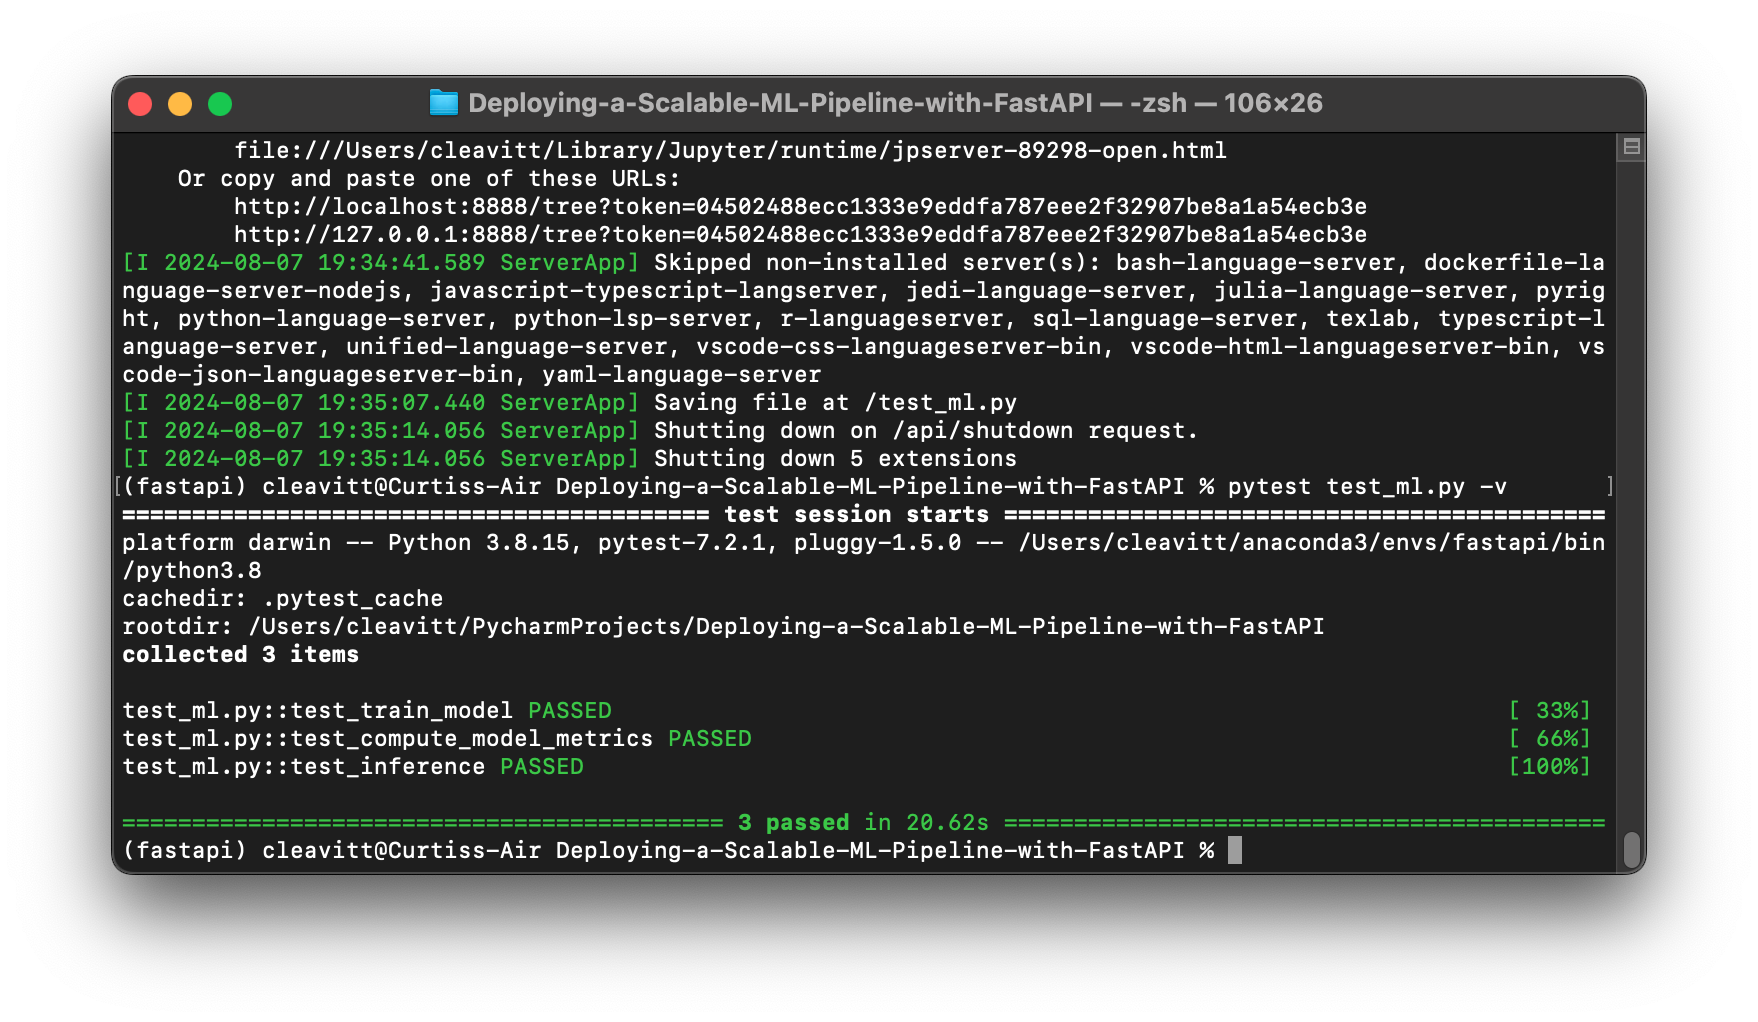 Deploying-a-Scalable-ML-Pipeline-with-FastAPI — -zsh — 106×26
file:///Users/cleavitt/Library/Jupyter/runtime/jpserver-89298-open.html
Or copy and paste one of these URLs:
http://localhost:8888/tree?token=04502488ecc1333e9eddfa787eee2f32907be8a1a54ecb3e
http://127.0.0.1:8888/tree?token=04502488ecc1333e9eddfa787eee2f32907be8a1a54ecb3e
[I 2024-08-07 19:34:41.589 ServerApp] Skipped non-installed server(s): bash-language-server, dockerfile-la
nguage-server-nodejs, javascript-typescript-langserver, jedi-language-server, julia-language-server, pyrig
ht, python-language-server, python-lsp-server, r-languageserver, sql-language-server, texlab, typescript-l
anguage-server, unified-language-server, vscode-css-languageserver-bin, vscode-html-languageserver-bin, vs
code-json-languageserver-bin, yaml-language-server
[I 2024-08-07 19:35:07.440 ServerApp] Saving file at /test_ml.py
[I 2024-08-07 19:35:14.056 ServerApp] Shutting down on /api/shutdown request.
[I 2024-08-07 19:35:14.056 ServerApp] Shutting down 5 extensions
[(fastapi) cleavitt@Curtiss-Air Deploying-a-Scalable-ML-Pipeline-with-FastAPI % pytest test_ml.py -v ]
========================================== test session starts ===========================================
platform darwin -- Python 3.8.15, pytest-7.2.1, pluggy-1.5.0 -- /Users/cleavitt/anaconda3/envs/fastapi/bin
/python3.8
cachedir: .pytest_cache
rootdir: /Users/cleavitt/PycharmProjects/Deploying-a-Scalable-ML-Pipeline-with-FastAPI
collected 3 items
test_ml.py::test_train_model PASSED [ 33%]
test_ml.py::test_compute_model_metrics PASSED [ 66%]
test_ml.py::test_inference PASSED [100%]
=========================================== 3 passed in 20.62s ===========================================
(fastapi) cleavitt@Curtiss-Air Deploying-a-Scalable-ML-Pipeline-with-FastAPI %